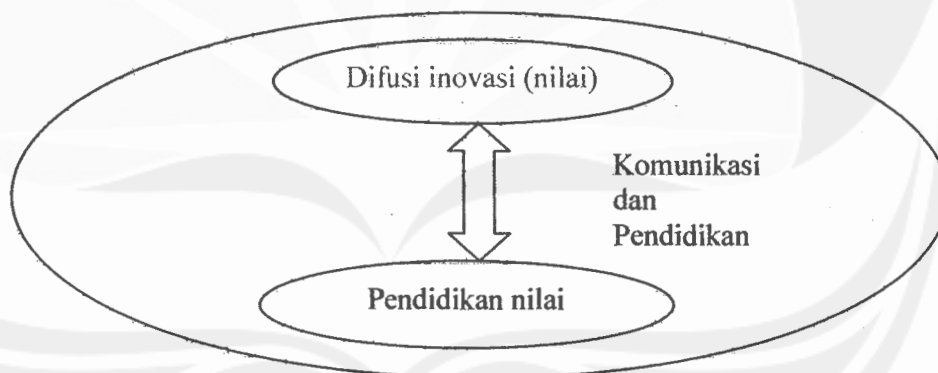 Difusi inovasi (nilai)
Komunikasi
dan
Pendidikan
Pendidikan nilai